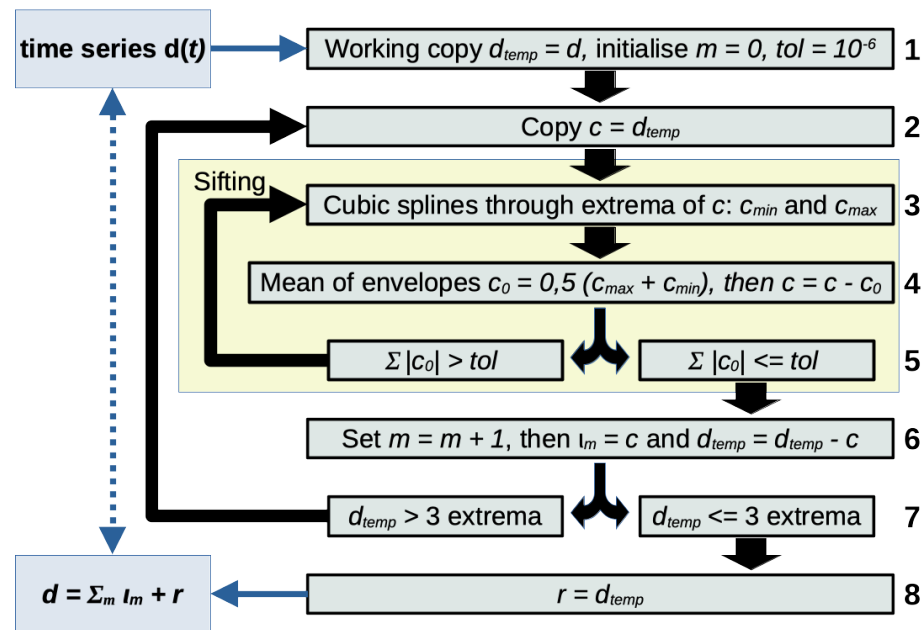 time series d(t)
Working copy d_temp = d, initialise m = 0, tol = 10^-6
1
Copy c = d_temp
2
Sifting
Cubic splines through extrema of c: c_min and c_max
3
Mean of envelopes c_0 = 0,5 (c_max + c_min), then c = c - c_0
4
Σ |c_0| > tol
Σ |c_0| <= tol
5
Set m = m + 1, then ι_m = c and d_temp = d_temp - c
6
d_temp > 3 extrema
d_temp <= 3 extrema
7
d = Σ_m ι_m + r
r = d_temp
8